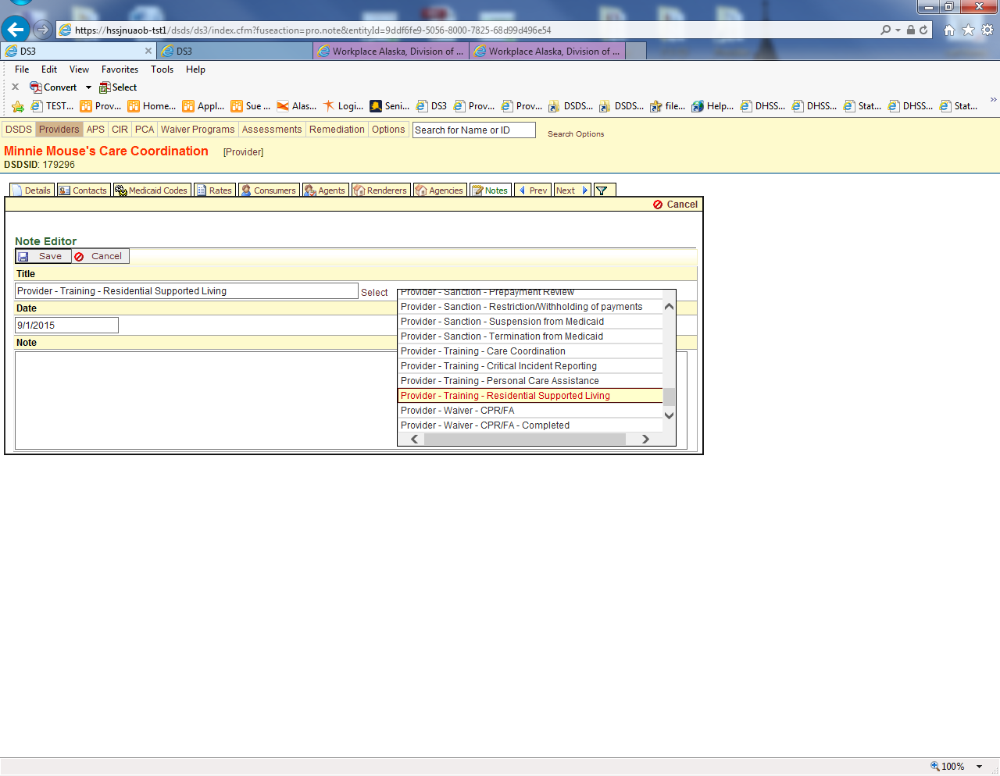 https://hssjnuaob-tst1/dsds/ds3/index.cfm?fuseaction=pro.note&entityId=9ddf6fe9-5056-8000-7825-68d99d496e54
DS3
DS3
Workplace Alaska, Division of ...
Workplace Alaska, Division of ...
File Edit View Favorites Tools Help
Convert Select
TEST... Prov... Home... Appl... Sue ... Alas... Logi... Seni... DS3 Prov... Prov... DSDS... DSDS... file... Help... DHSS... DHSS... Stat... DHSS... Stat...
DSDS Providers APS CIR PCA Waiver Programs Assessments Remediation Options Search for Name or ID Search Options
Minnie Mouse's Care Coordination [Provider]
DSDSID: 179296
Details Contacts Medicaid Codes Rates Consumers Agents Renderers Agencies Notes Prev Next
Cancel
Note Editor
Save Cancel
Title
Provider - Training - Residential Supported Living Select
Date
9/1/2015
Note
Provider - Sanction - Prepayment Review
Provider - Sanction - Restriction/Withholding of payments
Provider - Sanction - Suspension from Medicaid
Provider - Sanction - Termination from Medicaid
Provider - Training - Care Coordination
Provider - Training - Critical Incident Reporting
Provider - Training - Personal Care Assistance
Provider - Training - Residential Supported Living
Provider - Waiver - CPR/FA
Provider - Waiver - CPR/FA - Completed
100%